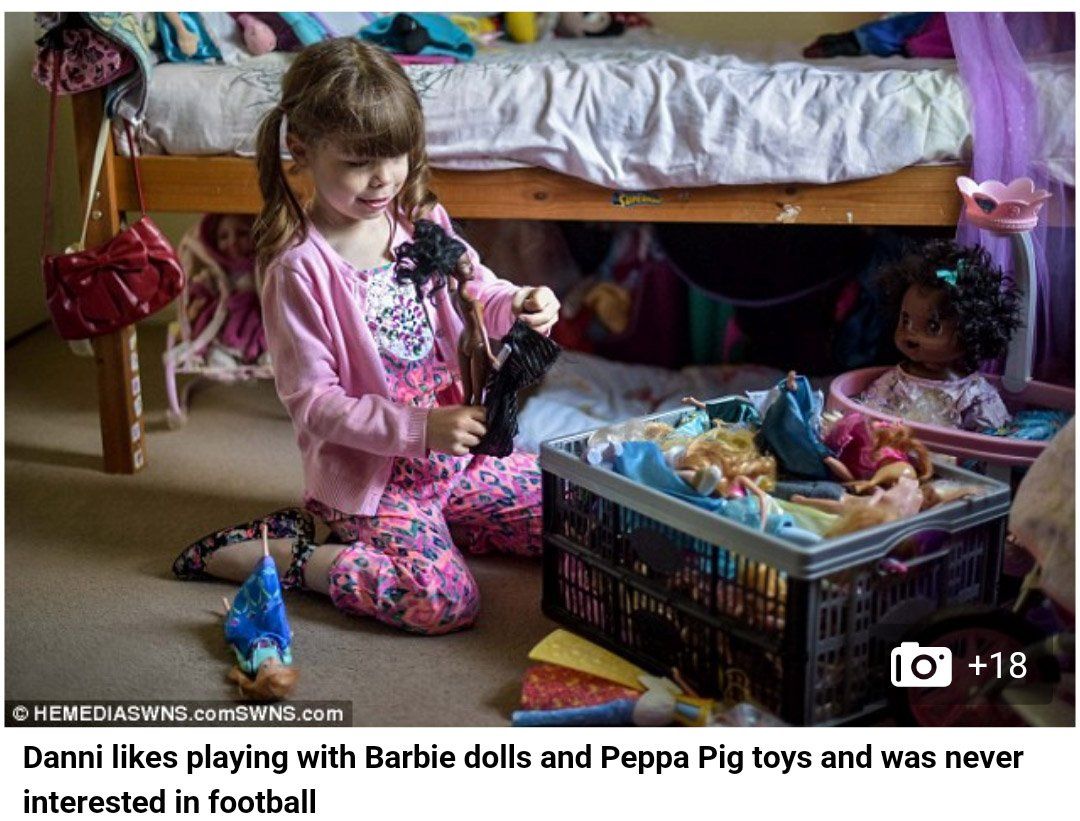 SUPERMAN
+18
© HEMEDIASWNS.comSWNS.com
Danni likes playing with Barbie dolls and Peppa Pig toys and was never
interested in football